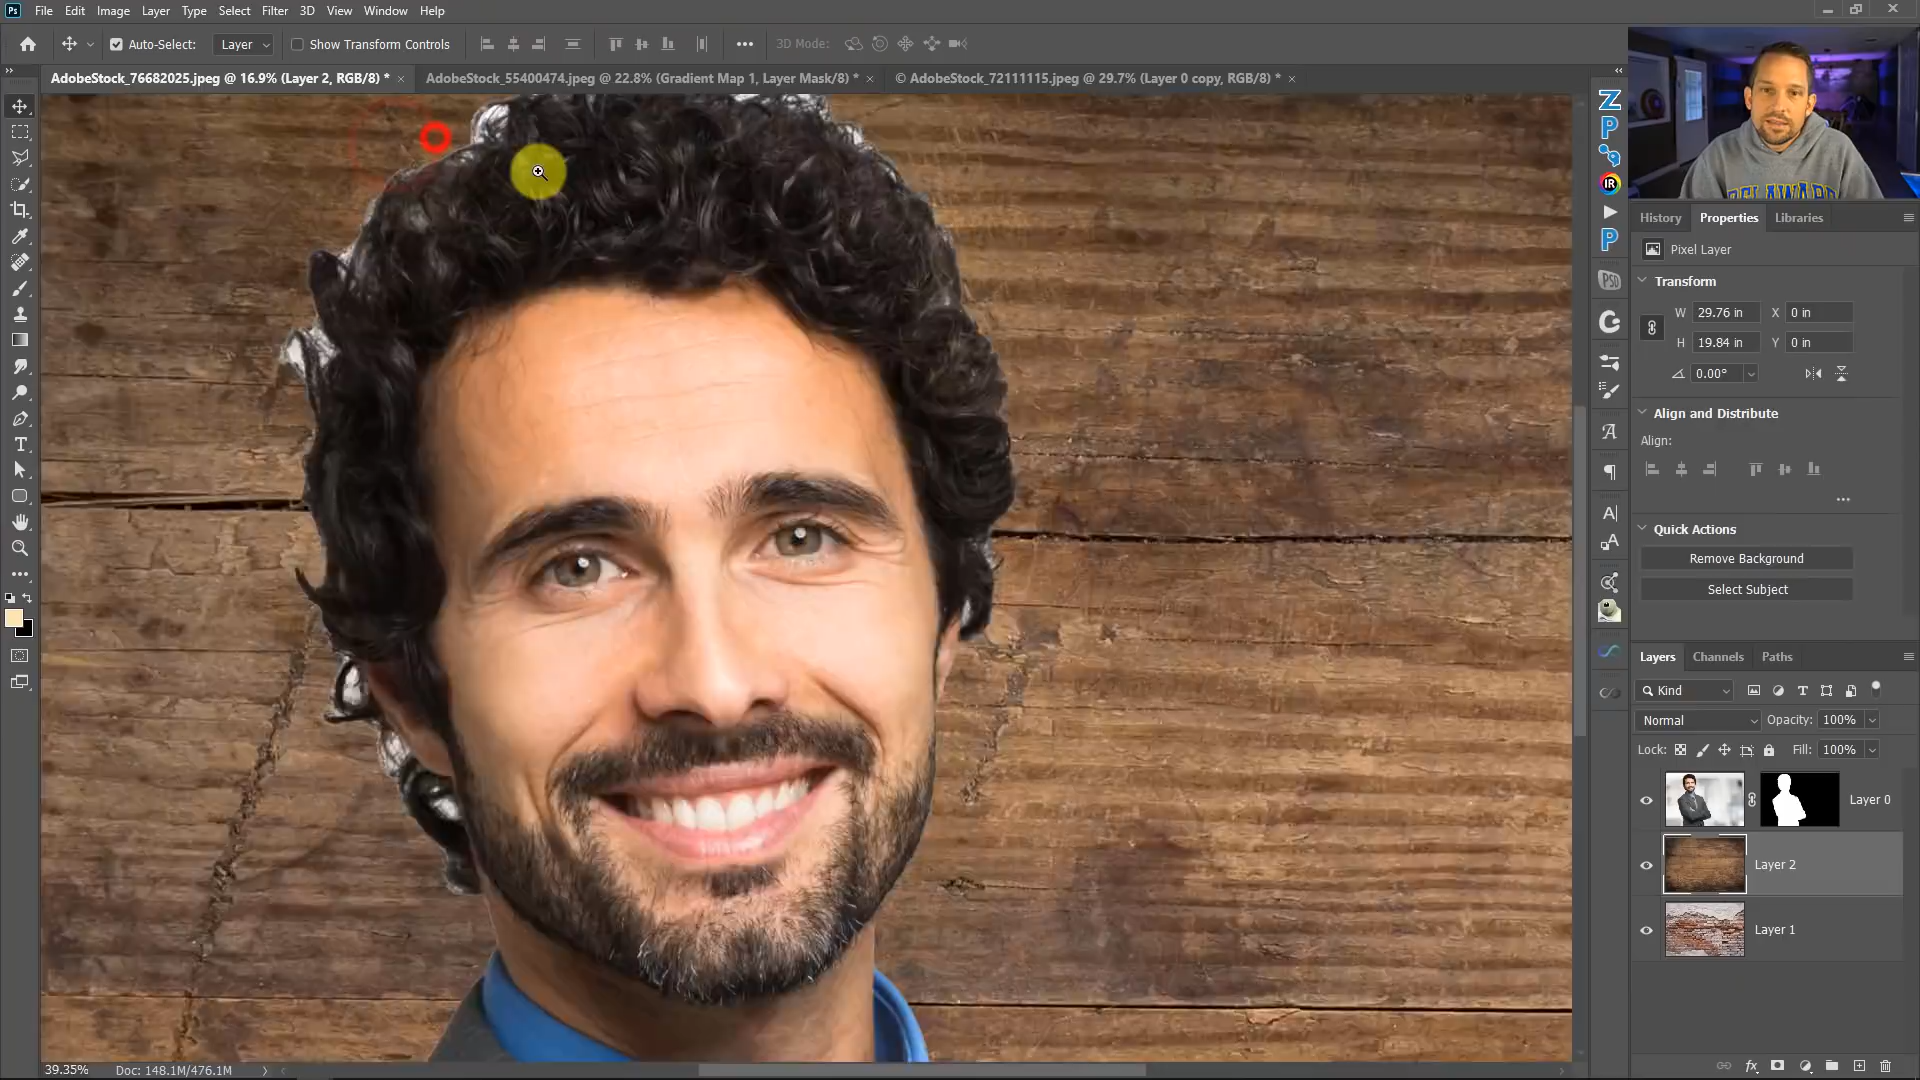 Ps File Edit Image Layer Type Select Filter 3D View Window Help
Auto-Select: Layer Show Transform Controls 3D Mode:
AdobeStock_76682025.jpeg @ 16.9% (Layer 2, RGB/8) * AdobeStock_55400474.jpeg @ 22.8% (Gradient Map 1, Layer Mask/8) * © AdobeStock_72111115.jpeg @ 29.7% (Layer 0 copy, RGB/8) *
Z
P
IR
P
PSD
DELAWARE
History Properties Libraries
Pixel Layer
Transform
W 29.76 in X 0 in
H 19.84 in Y 0 in
0.00°
Align and Distribute
Align:
Quick Actions
Remove Background
Select Subject
Layers Channels Paths
Kind
Normal Opacity: 100%
Lock: Fill: 100%
Layer 0
Layer 2
Layer 1
fx
39.35% Doc: 148.1M/476.1M